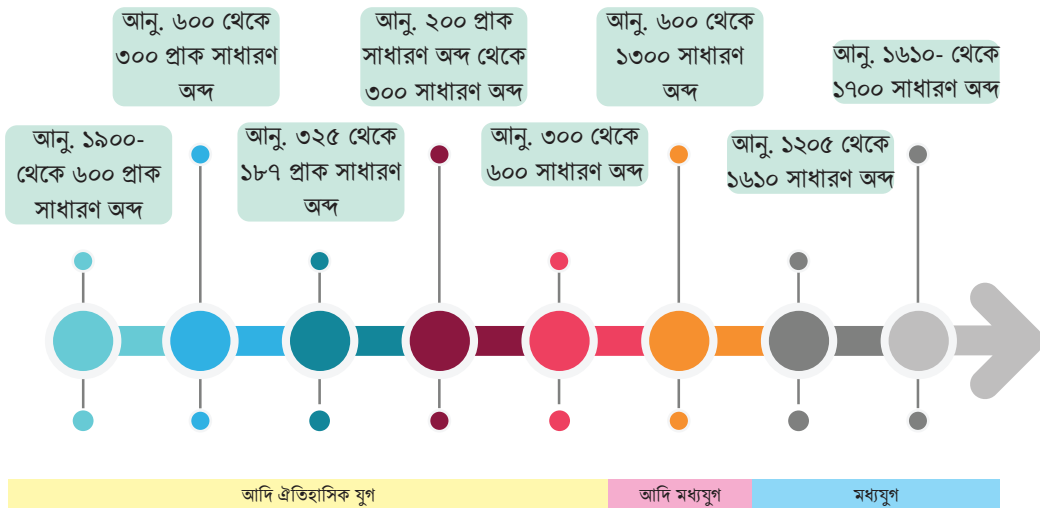 আনু. ৬০০ থেকে
৩০০ প্রাক সাধারণ
অব্দ
আনু. ২০০ প্রাক
সাধারণ অব্দ থেকে
৩০০ সাধারণ অব্দ
আনু. ৬০০ থেকে
১৩০০ সাধারণ
অব্দ
আনু. ১৬১০- থেকে
১৭০০ সাধারণ অব্দ
আনু. ১৯০০-
থেকে ৬০০ প্রাক
সাধারণ অব্দ
আনু. ৩২৫ থেকে
১৮৭ প্রাক সাধারণ
অব্দ
আনু. ৩০০ থেকে
৬০০ সাধারণ অব্দ
আনু. ১২০৫ থেকে
১৬১০ সাধারণ অব্দ
আদি ঐতিহাসিক যুগ
আদি মধ্যযুগ
মধ্যযুগ